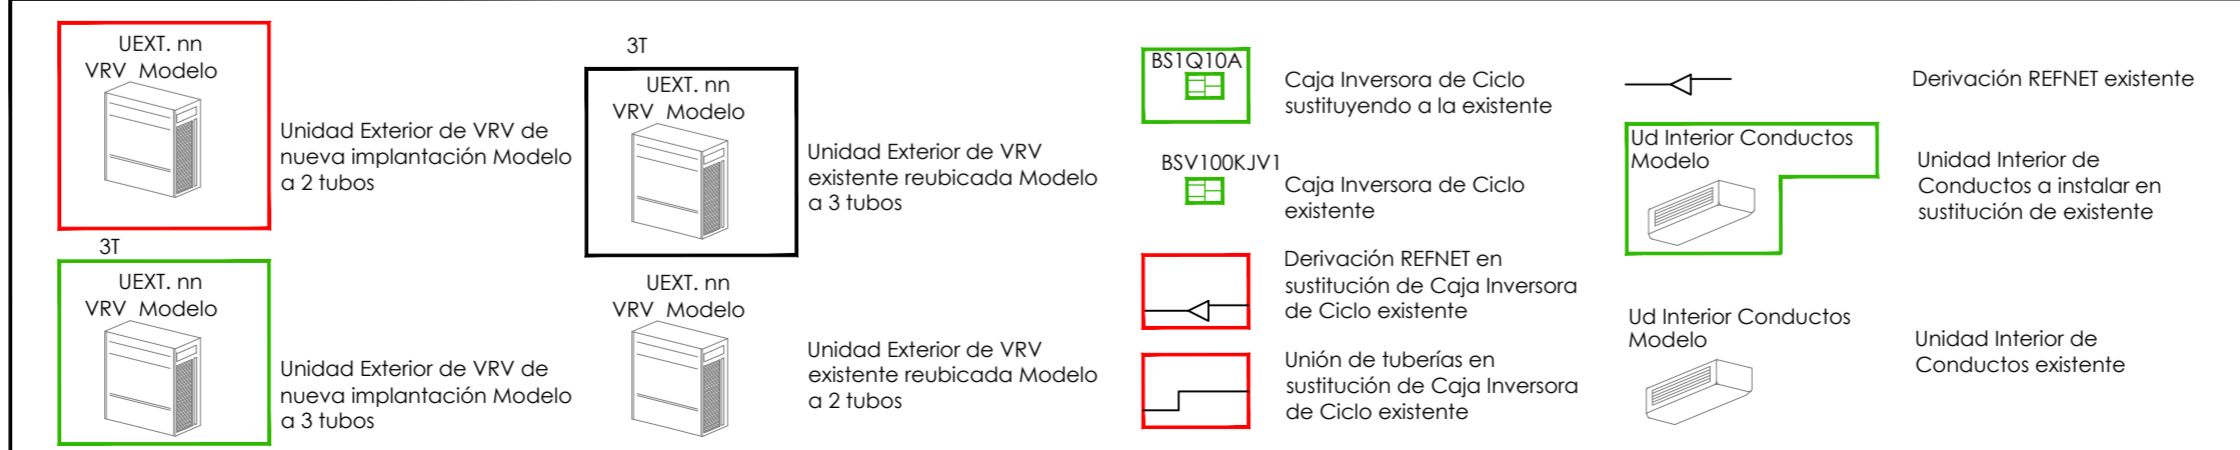 UEXT. nn
VRV Modelo
Unidad Exterior de VRV de
nueva implantación Modelo
a 2 tubos
3T
UEXT. nn
VRV Modelo
Unidad Exterior de VRV de
nueva implantación Modelo
a 3 tubos
3T
UEXT. nn
VRV Modelo
Unidad Exterior de VRV
existente reubicada Modelo
a 3 tubos
UEXT. nn
VRV Modelo
Unidad Exterior de VRV
existente reubicada Modelo
a 2 tubos
BS1Q10A
Caja Inversora de Ciclo
sustituyendo a la existente
BSV100KJV1
Caja Inversora de Ciclo
existente
Derivación REFNET en
sustitución de Caja Inversora
de Ciclo existente
Unión de tuberías en
sustitución de Caja Inversora
de Ciclo existente
Derivación REFNET existente
Ud Interior Conductos
Modelo
Unidad Interior de
Conductos a instalar en
sustitución de existente
Ud Interior Conductos
Modelo
Unidad Interior de
Conductos existente